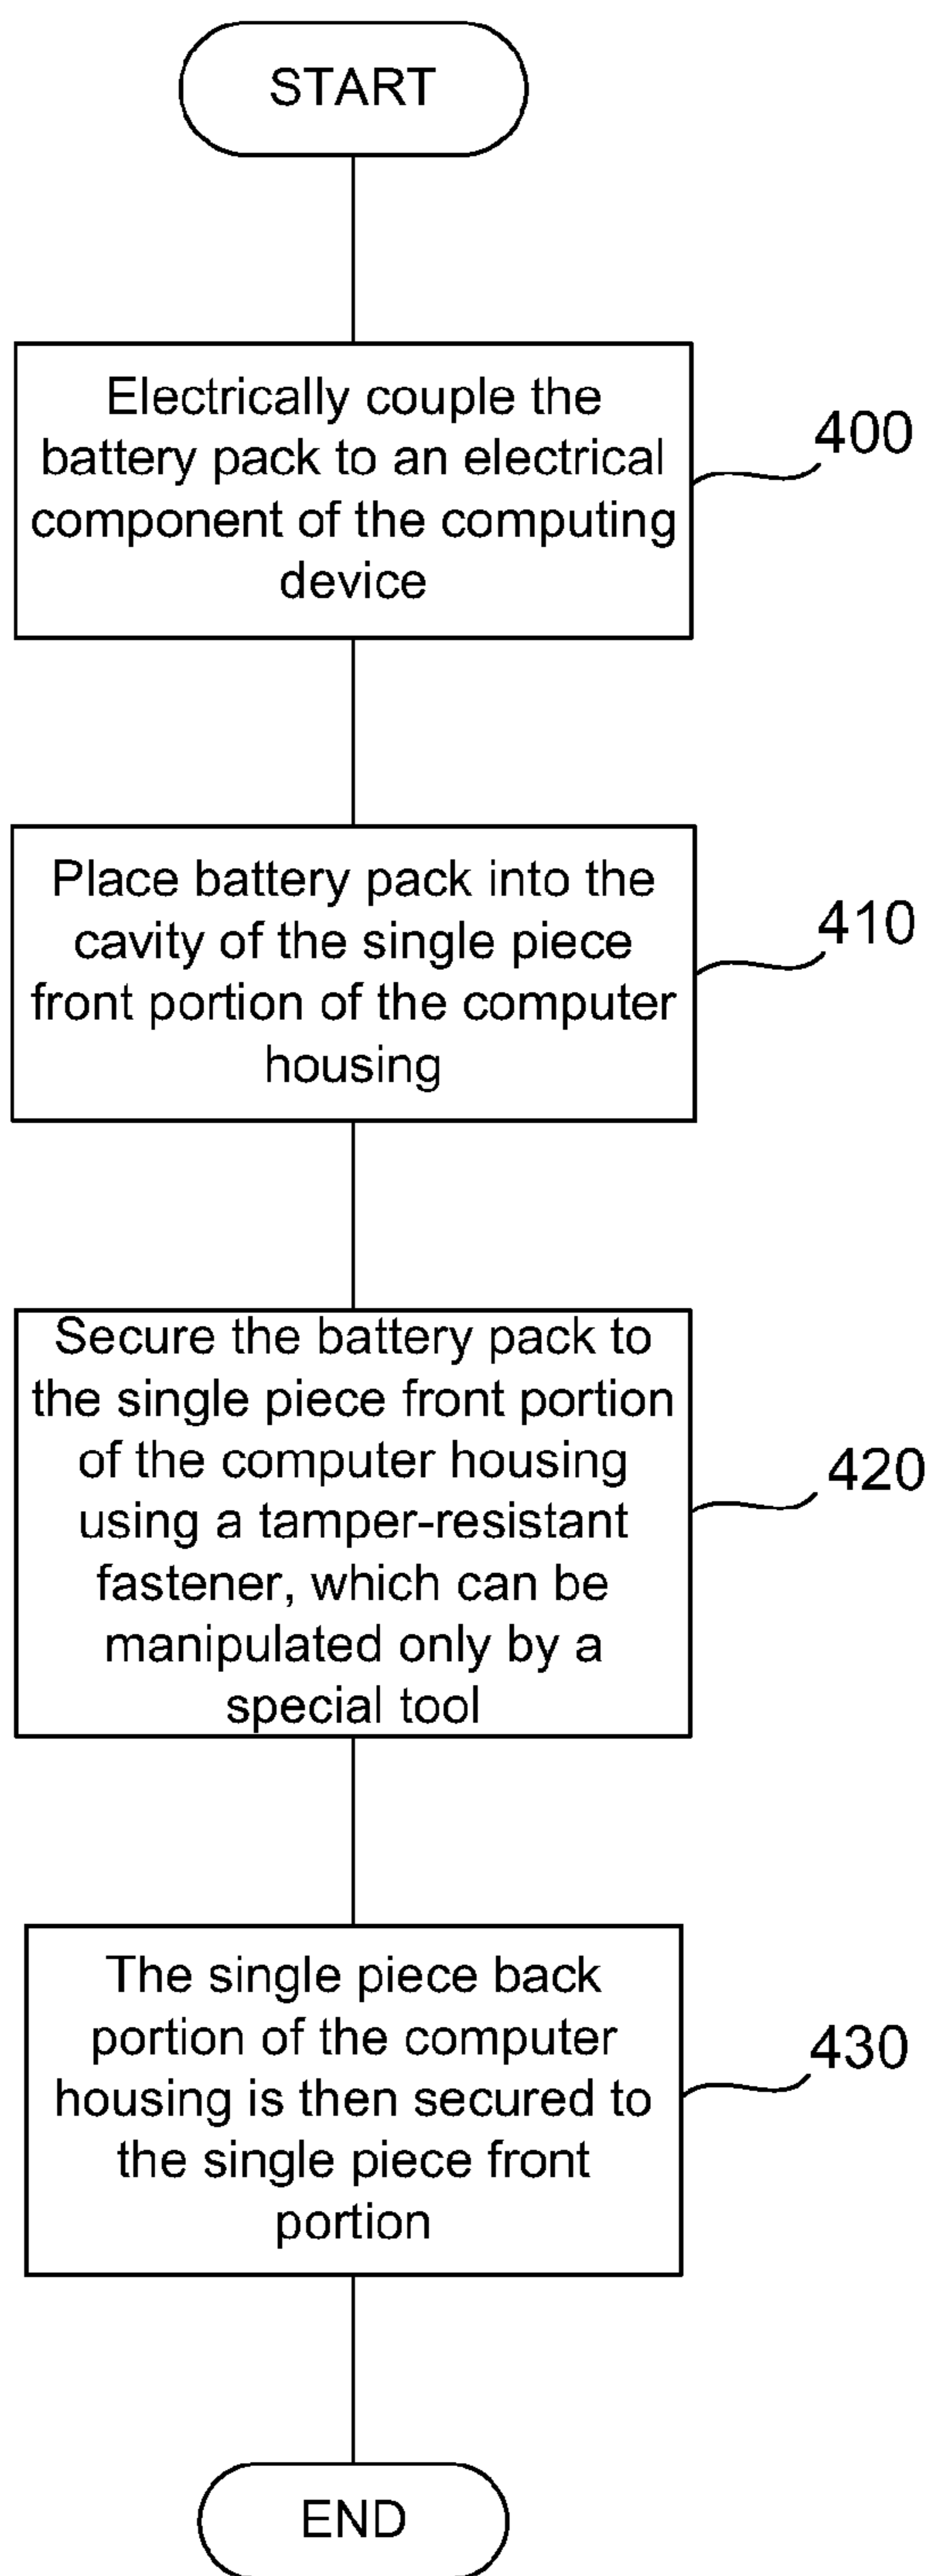 START
Electrically couple the
battery pack to an electrical
component of the computing
device
400
Place battery pack into the
cavity of the single piece
front portion of the computer
housing
410
Secure the battery pack to
the single piece front portion
of the computer housing
using a tamper-resistant
fastener, which can be
manipulated only by a
special tool
420
The single piece back
portion of the computer
housing is then secured to
the single piece front
portion
430
END